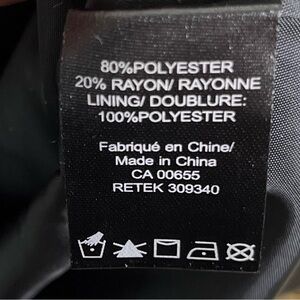 80%POLYESTER
20% RAYON/ RAYONNE
LINING/ DOUBLURE:
100%POLYESTER
Fabriqué en Chine/
Made in China
CA 00655
RETEK 309340